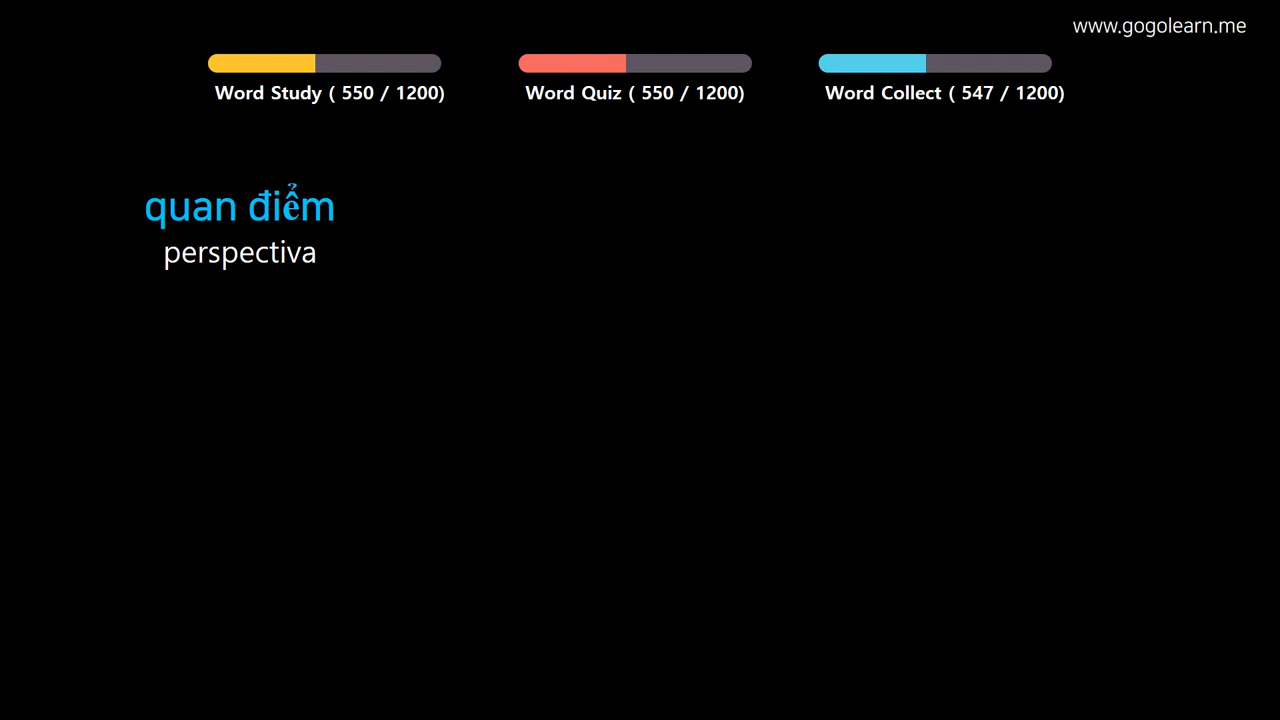 www.gogolearn.me
Word Study ( 550 / 1200)
Word Quiz ( 550 / 1200)
Word Collect ( 547 / 1200)
quan điểm
perspectiva